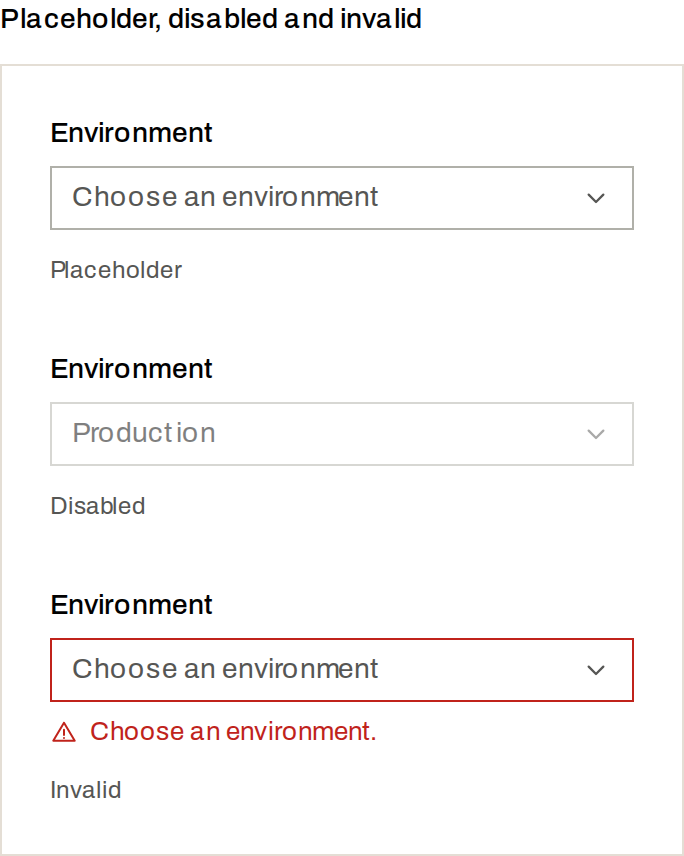 Placeholder, disabled and invalid
Environment
Choose an environment
Placeholder
Environment
Production
Disabled
Environment
Choose an environment
Choose an environment.
Invalid